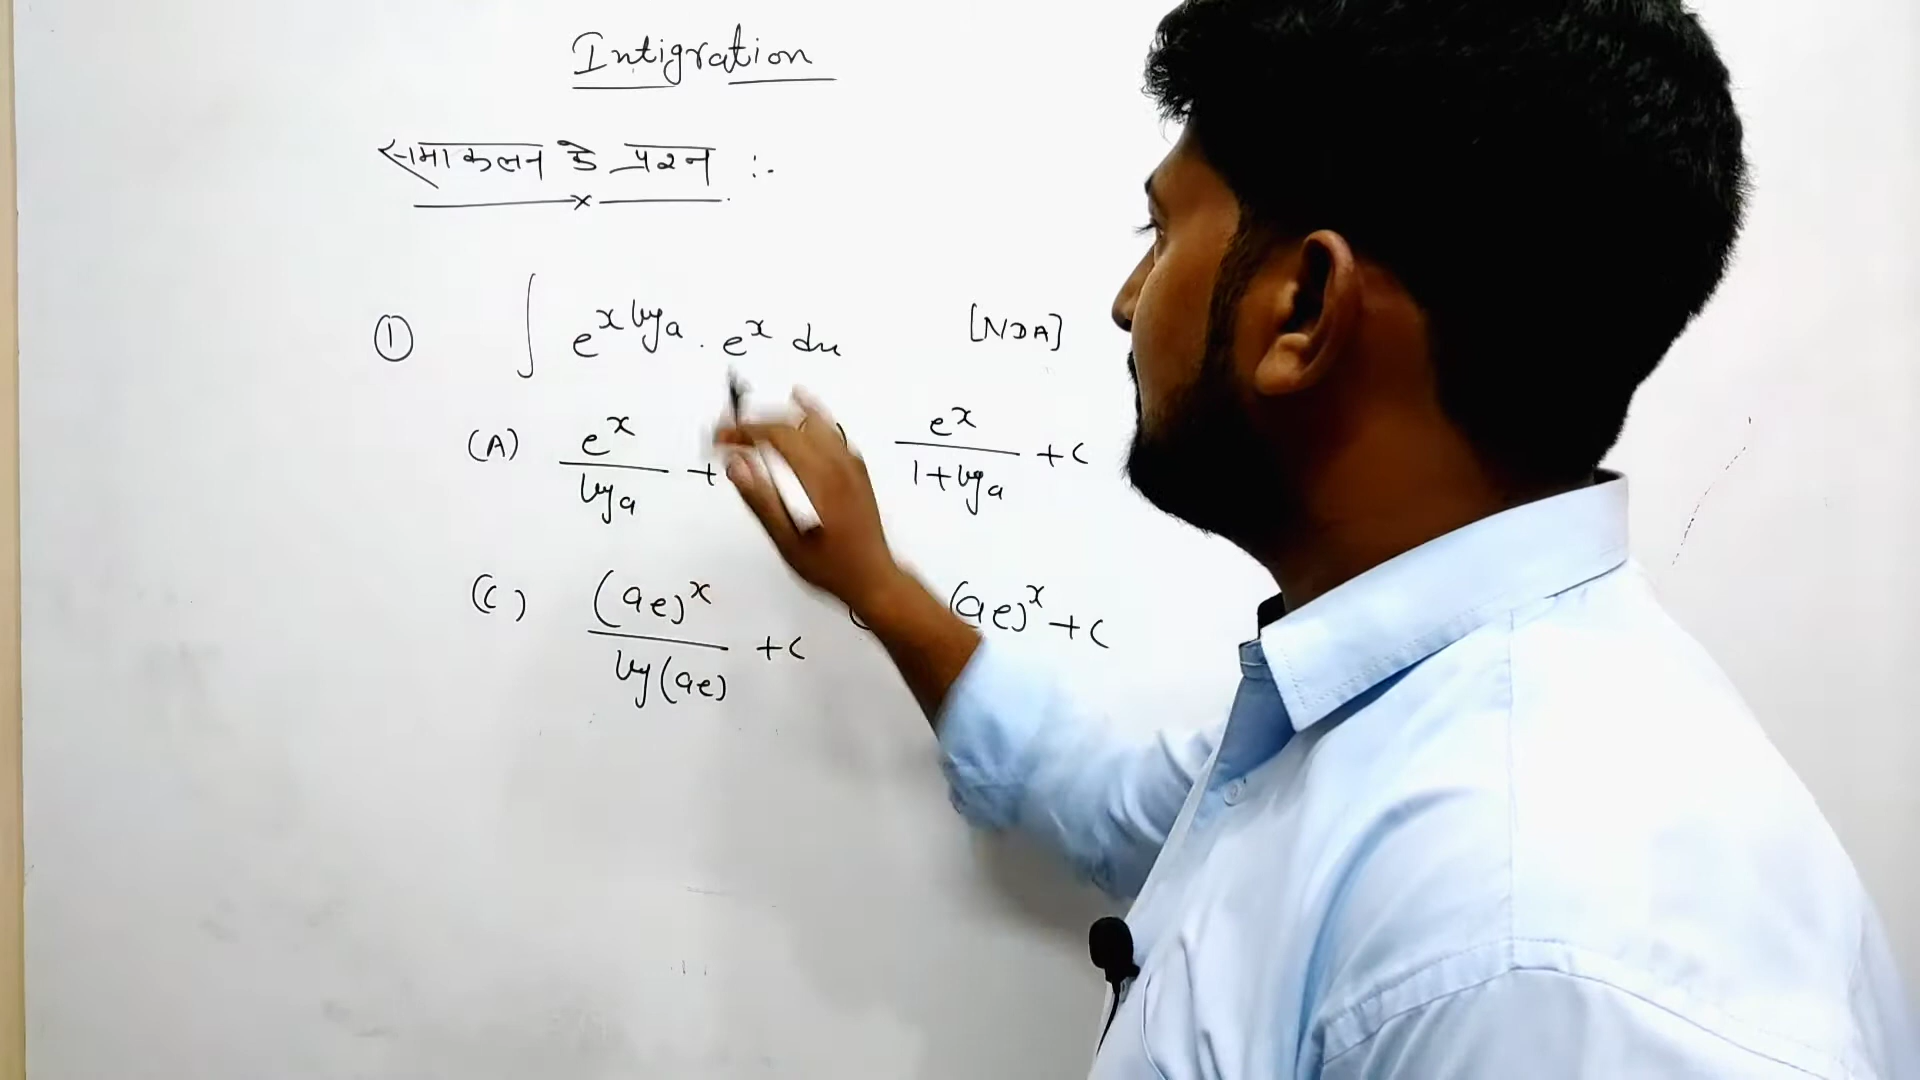 Intigration
समाकलन के प्रश्न :-
① ∫ e^{x log a} . e^x dx [NDA]
(A) e^x / log a + ) e^x / 1 + log a + c
(C) (ae)^x / log (ae) + c (ae)^x + c